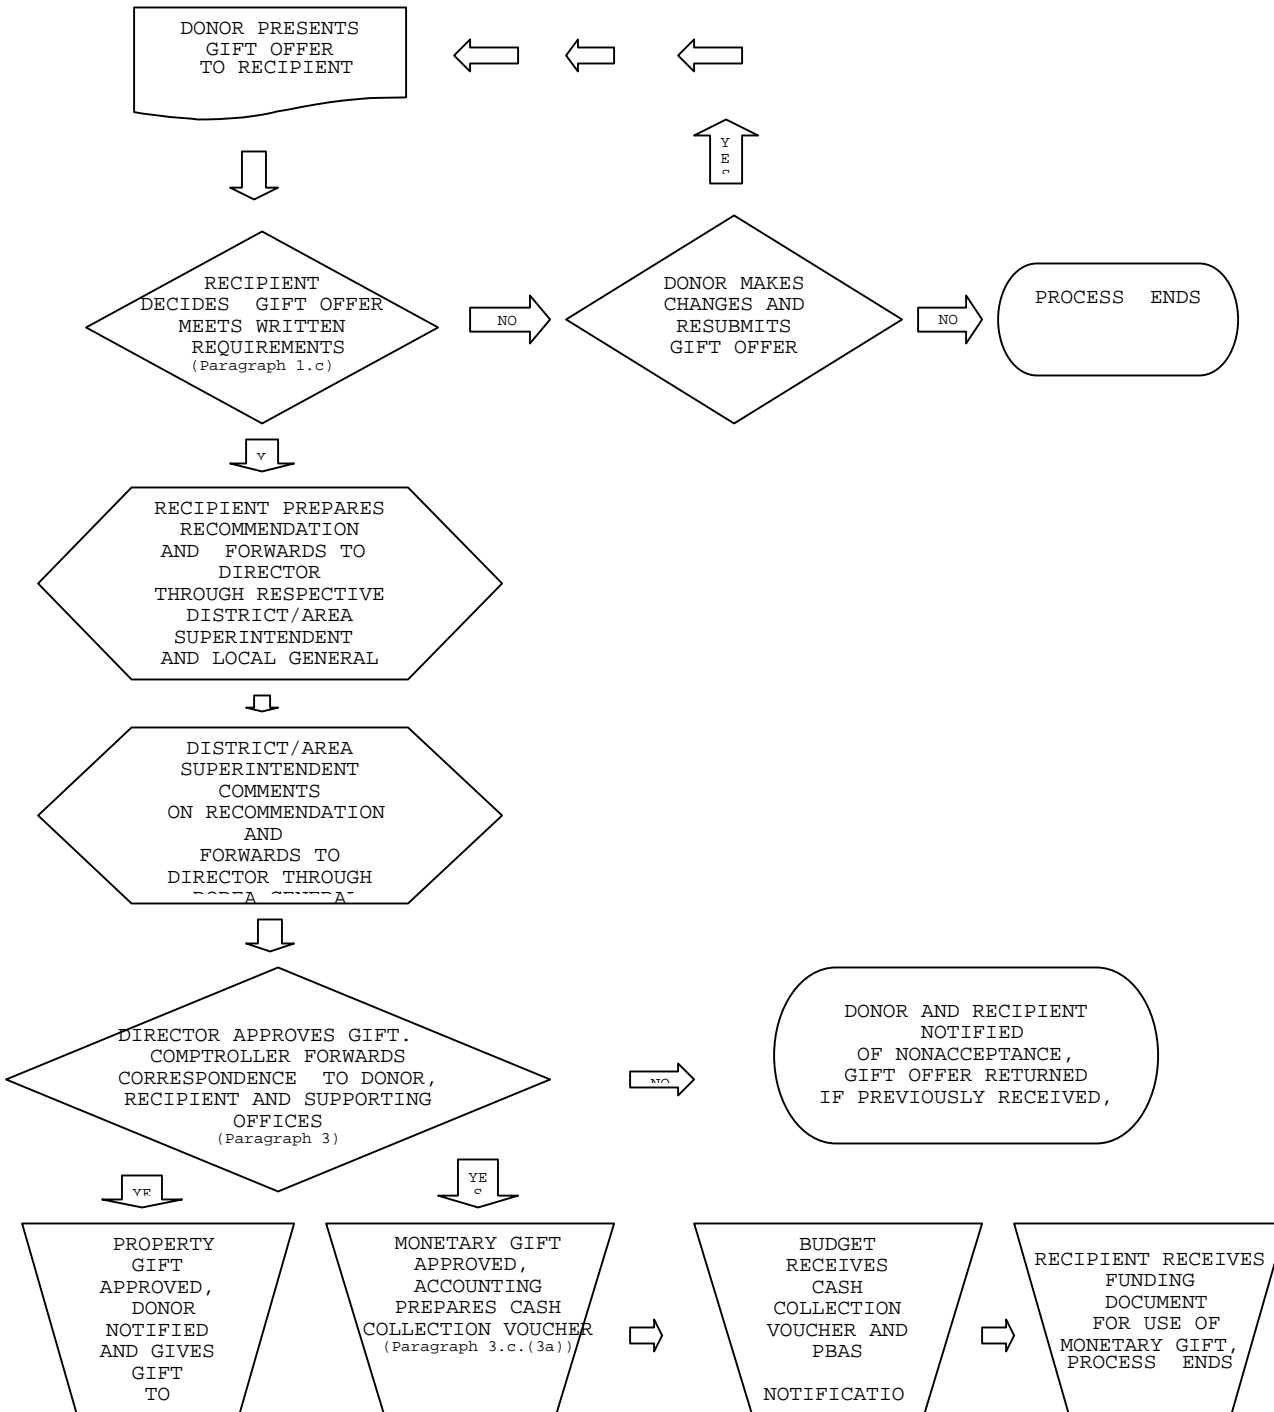 DONOR PRESENTS
GIFT OFFER
TO RECIPIENT
YES
RECIPIENT
DECIDES GIFT OFFER
MEETS WRITTEN
REQUIREMENTS
(Paragraph 1.c)
NO
DONOR MAKES
CHANGES AND
RESUBMITS
GIFT OFFER
NO
PROCESS ENDS
RECIPIENT PREPARES
RECOMMENDATION
AND FORWARDS TO
DIRECTOR
THROUGH RESPECTIVE
DISTRICT/AREA
SUPERINTENDENT
AND LOCAL GENERAL
DISTRICT/AREA
SUPERINTENDENT
COMMENTS
ON RECOMMENDATION
AND
FORWARDS TO
DIRECTOR THROUGH
DODEA GENERAL
DIRECTOR APPROVES GIFT.
COMPTROLLER FORWARDS
CORRESPONDENCE TO DONOR,
RECIPIENT AND SUPPORTING
OFFICES
(Paragraph 3)
NO
DONOR AND RECIPIENT
NOTIFIED
OF NONACCEPTANCE,
GIFT OFFER RETURNED
IF PREVIOUSLY RECEIVED,
YE
YE
S
PROPERTY
GIFT
APPROVED,
DONOR
NOTIFIED
AND GIVES
GIFT
TO
MONETARY GIFT
APPROVED,
ACCOUNTING
PREPARES CASH
COLLECTION VOUCHER
(Paragraph 3.c.(3a))
BUDGET
RECEIVES
CASH
COLLECTION
VOUCHER AND
PBAS
NOTIFICATIO
RECIPIENT RECEIVES
FUNDING
DOCUMENT
FOR USE OF
MONETARY GIFT,
PROCESS ENDS